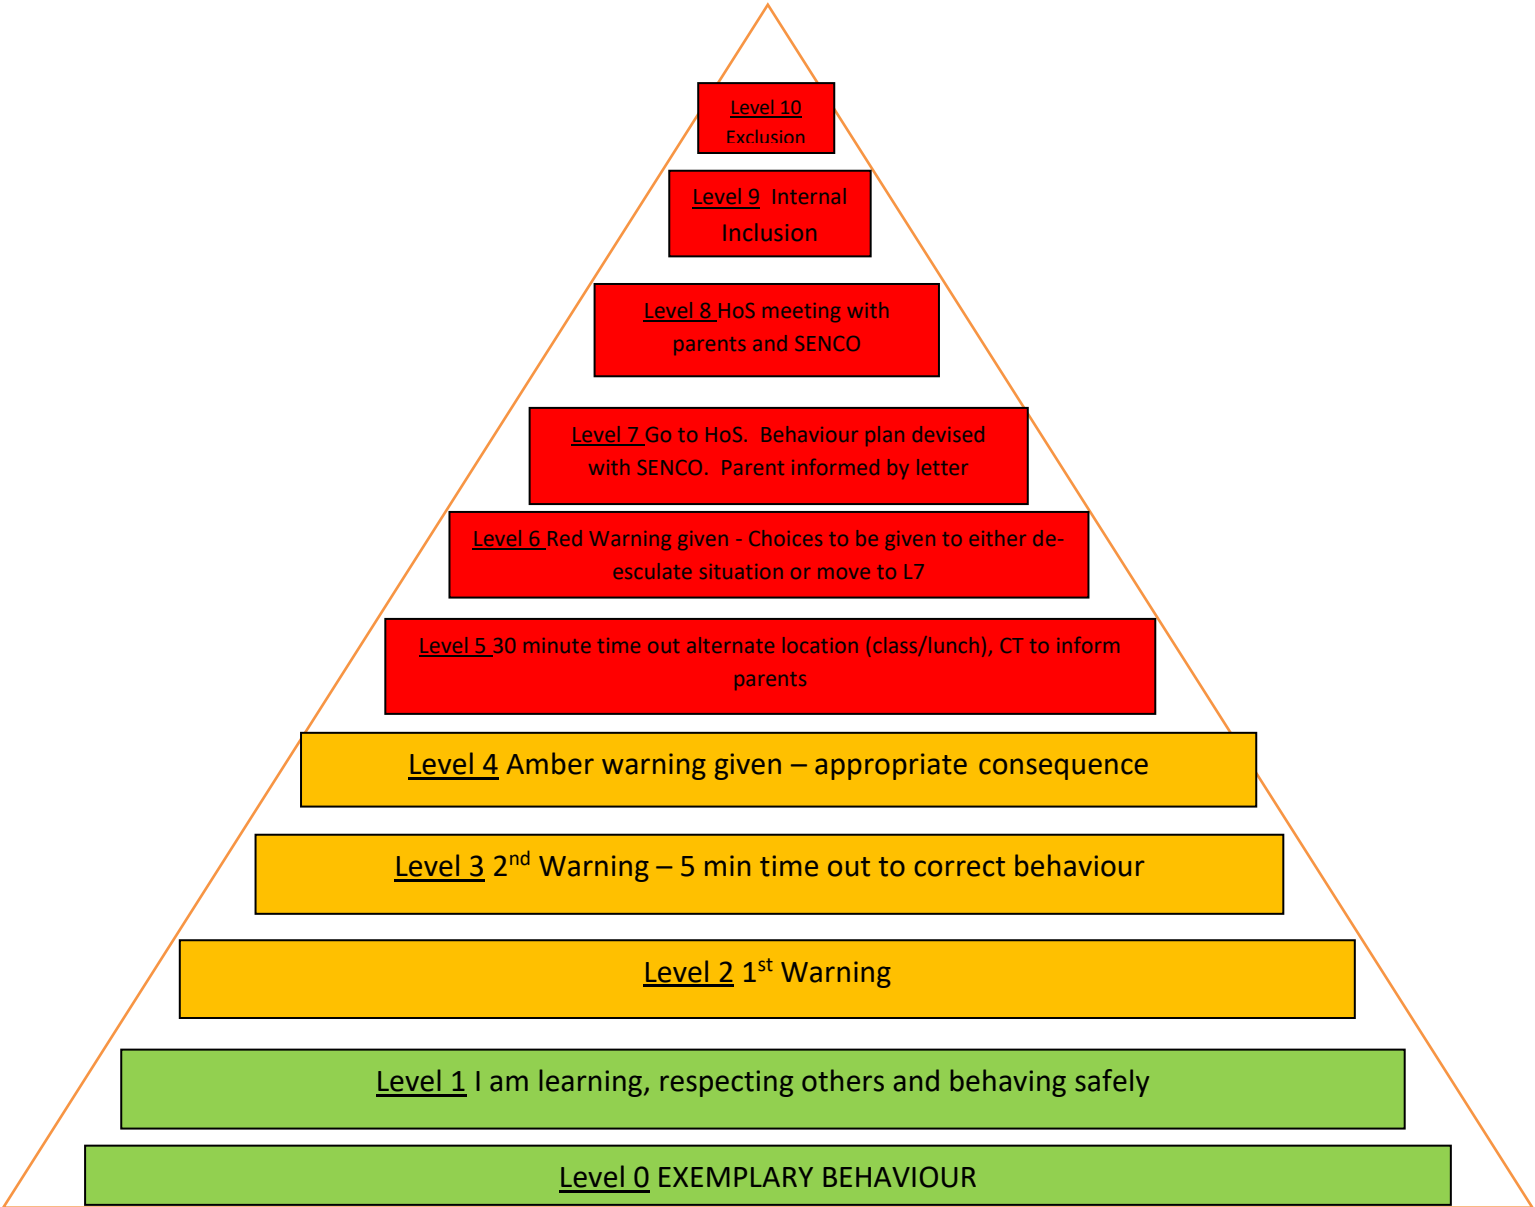 Level 10
Exclusion
Level 9  Internal
Inclusion
Level 8 HoS meeting with
parents and SENCO
Level 7 Go to HoS.  Behaviour plan devised
with SENCO.  Parent informed by letter
Level 6 Red Warning given - Choices to be given to either de-
esculate situation or move to L7
Level 5 30 minute time out alternate location (class/lunch), CT to inform
parents
Level 4 Amber warning given – appropriate consequence
Level 3 2nd Warning – 5 min time out to correct behaviour
Level 2 1st Warning
Level 1 I am learning, respecting others and behaving safely
Level 0 EXEMPLARY BEHAVIOUR